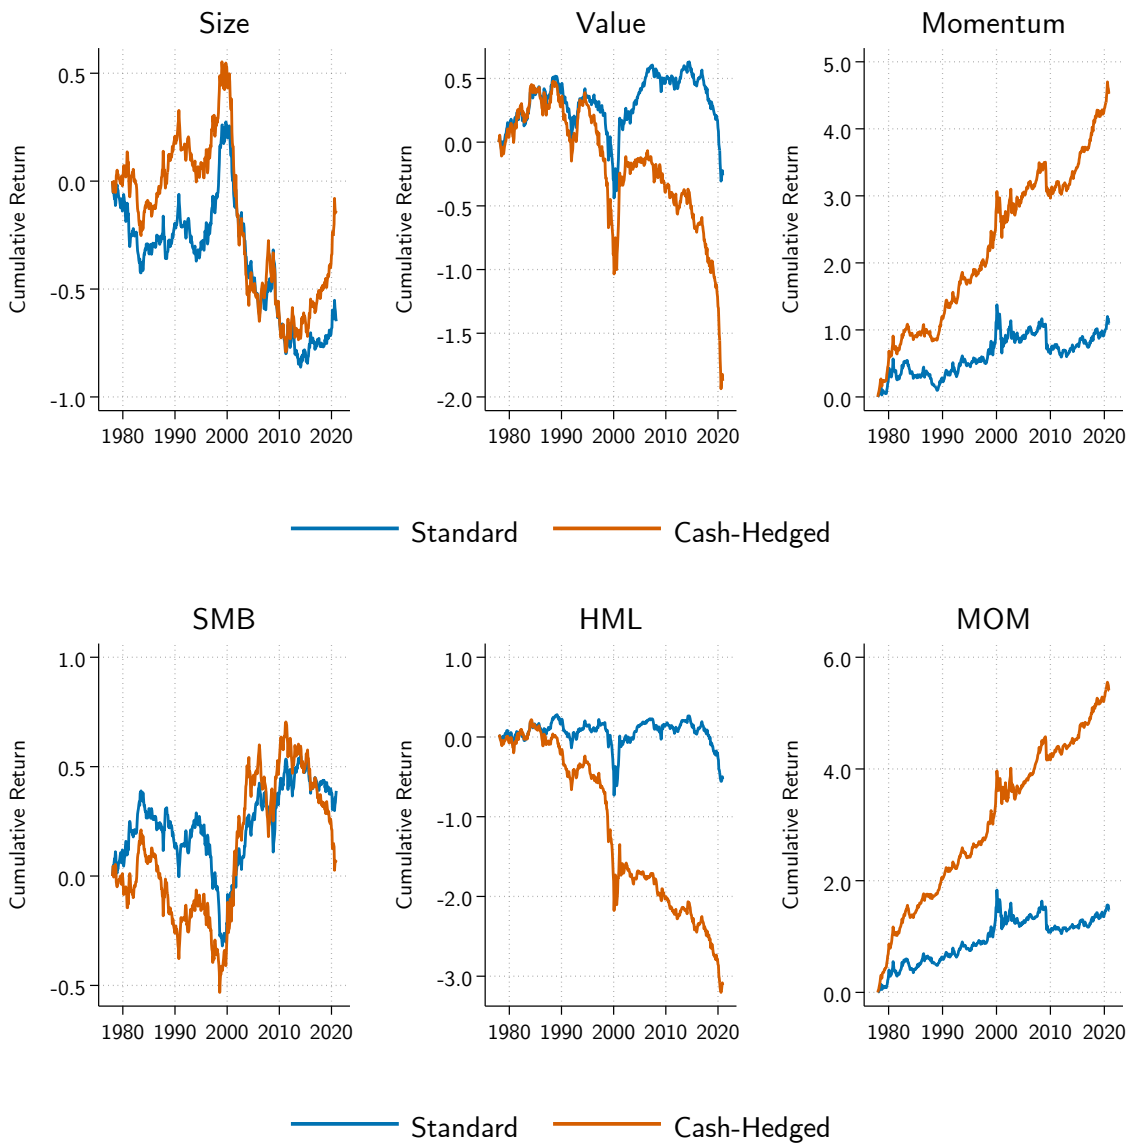 Size
Value
Momentum
Cumulative Return
0.5
0.0
-0.5
-1.0
1980 1990 2000 2010 2020
Cumulative Return
0.5
0.0
-0.5
-1.0
-1.5
-2.0
1980 1990 2000 2010 2020
Cumulative Return
5.0
4.0
3.0
2.0
1.0
0.0
1980 1990 2000 2010 2020
Standard
Cash-Hedged
SMB
HML
MOM
Cumulative Return
1.0
0.5
0.0
-0.5
1980 1990 2000 2010 2020
Cumulative Return
1.0
0.0
-1.0
-2.0
-3.0
1980 1990 2000 2010 2020
Cumulative Return
6.0
4.0
2.0
0.0
1980 1990 2000 2010 2020
Standard
Cash-Hedged